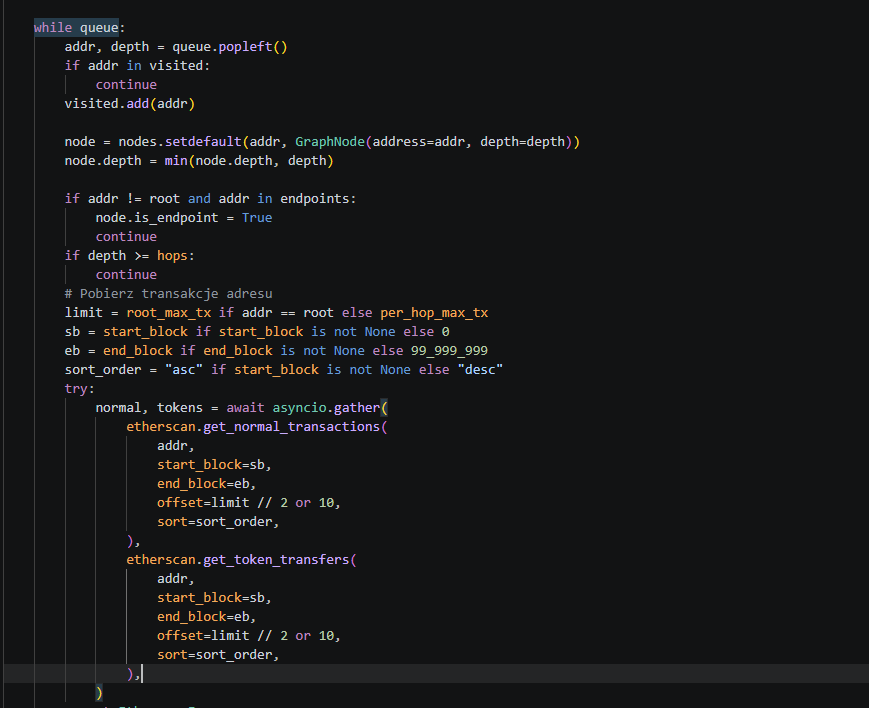 while queue:
    addr, depth = queue.popleft()
    if addr in visited:
        continue
    visited.add(addr)

    node = nodes.setdefault(addr, GraphNode(address=addr, depth=depth))
    node.depth = min(node.depth, depth)

    if addr != root and addr in endpoints:
        node.is_endpoint = True
        continue
    if depth >= hops:
        continue
    # Pobierz transakcje adresu
    limit = root_max_tx if addr == root else per_hop_max_tx
    sb = start_block if start_block is not None else 0
    eb = end_block if end_block is not None else 99_999_999
    sort_order = "asc" if start_block is not None else "desc"
    try:
        normal, tokens = await asyncio.gather(
            etherscan.get_normal_transactions(
                addr,
                start_block=sb,
                end_block=eb,
                offset=limit // 2 or 10,
                sort=sort_order,
            ),
            etherscan.get_token_transfers(
                addr,
                start_block=sb,
                end_block=eb,
                offset=limit // 2 or 10,
                sort=sort_order,
            ),
        )